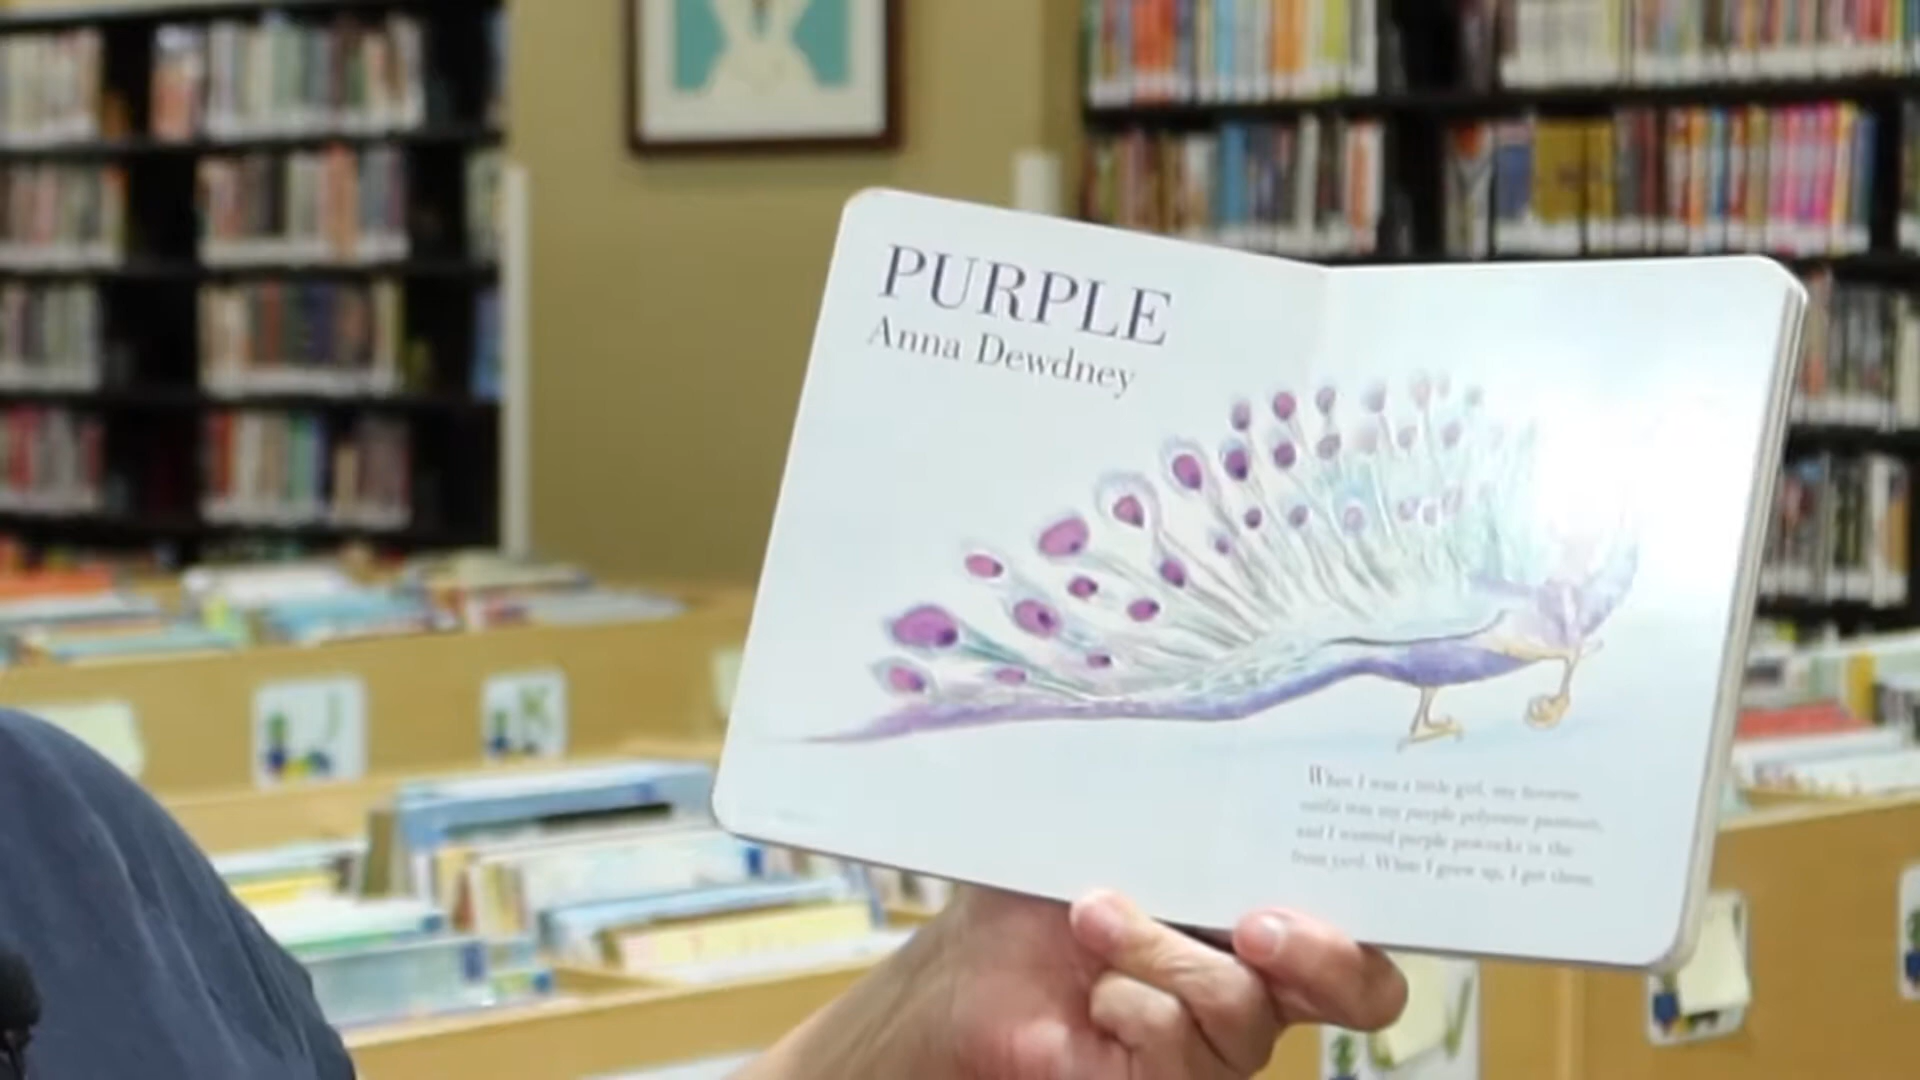 PURPLE
Anna Dewdney
When I was a little girl, my favorite
outfit was my purple polyester pantsuit,
and I wanted purple peacocks in the
front yard. When I grew up, I got them.
J
K